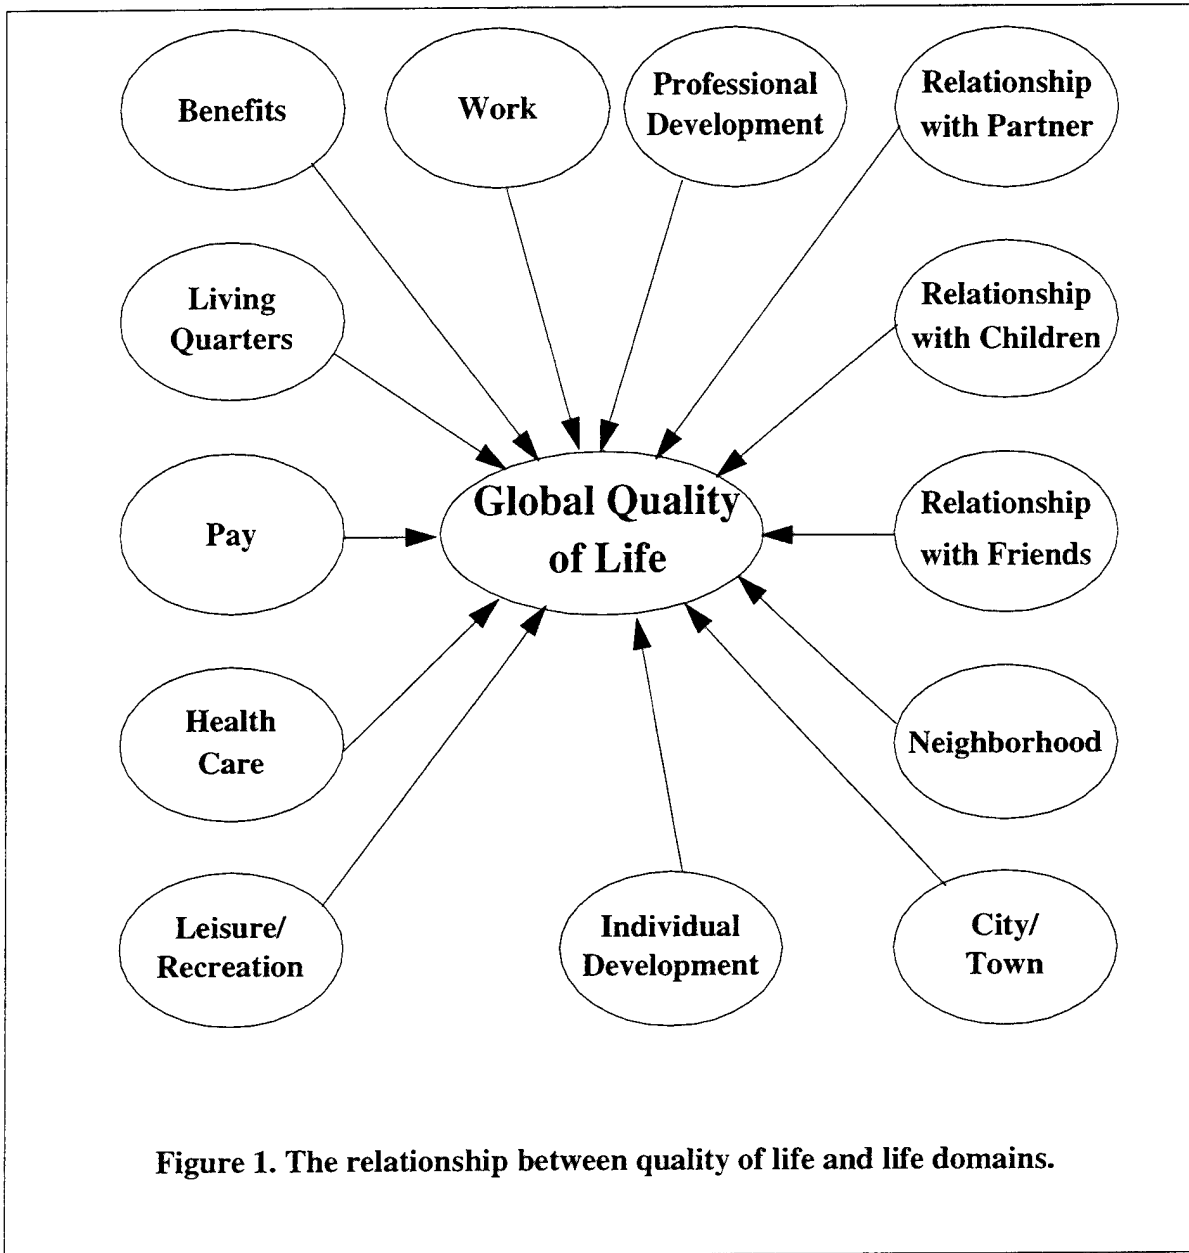 Benefits
Work
Professional
Development
Relationship
with Partner
Living
Quarters
Relationship
with Children
Pay
Global Quality
of Life
Relationship
with Friends
Health
Care
Neighborhood
Leisure/
Recreation
Individual
Development
City/
Town
Figure 1. The relationship between quality of life and life domains.